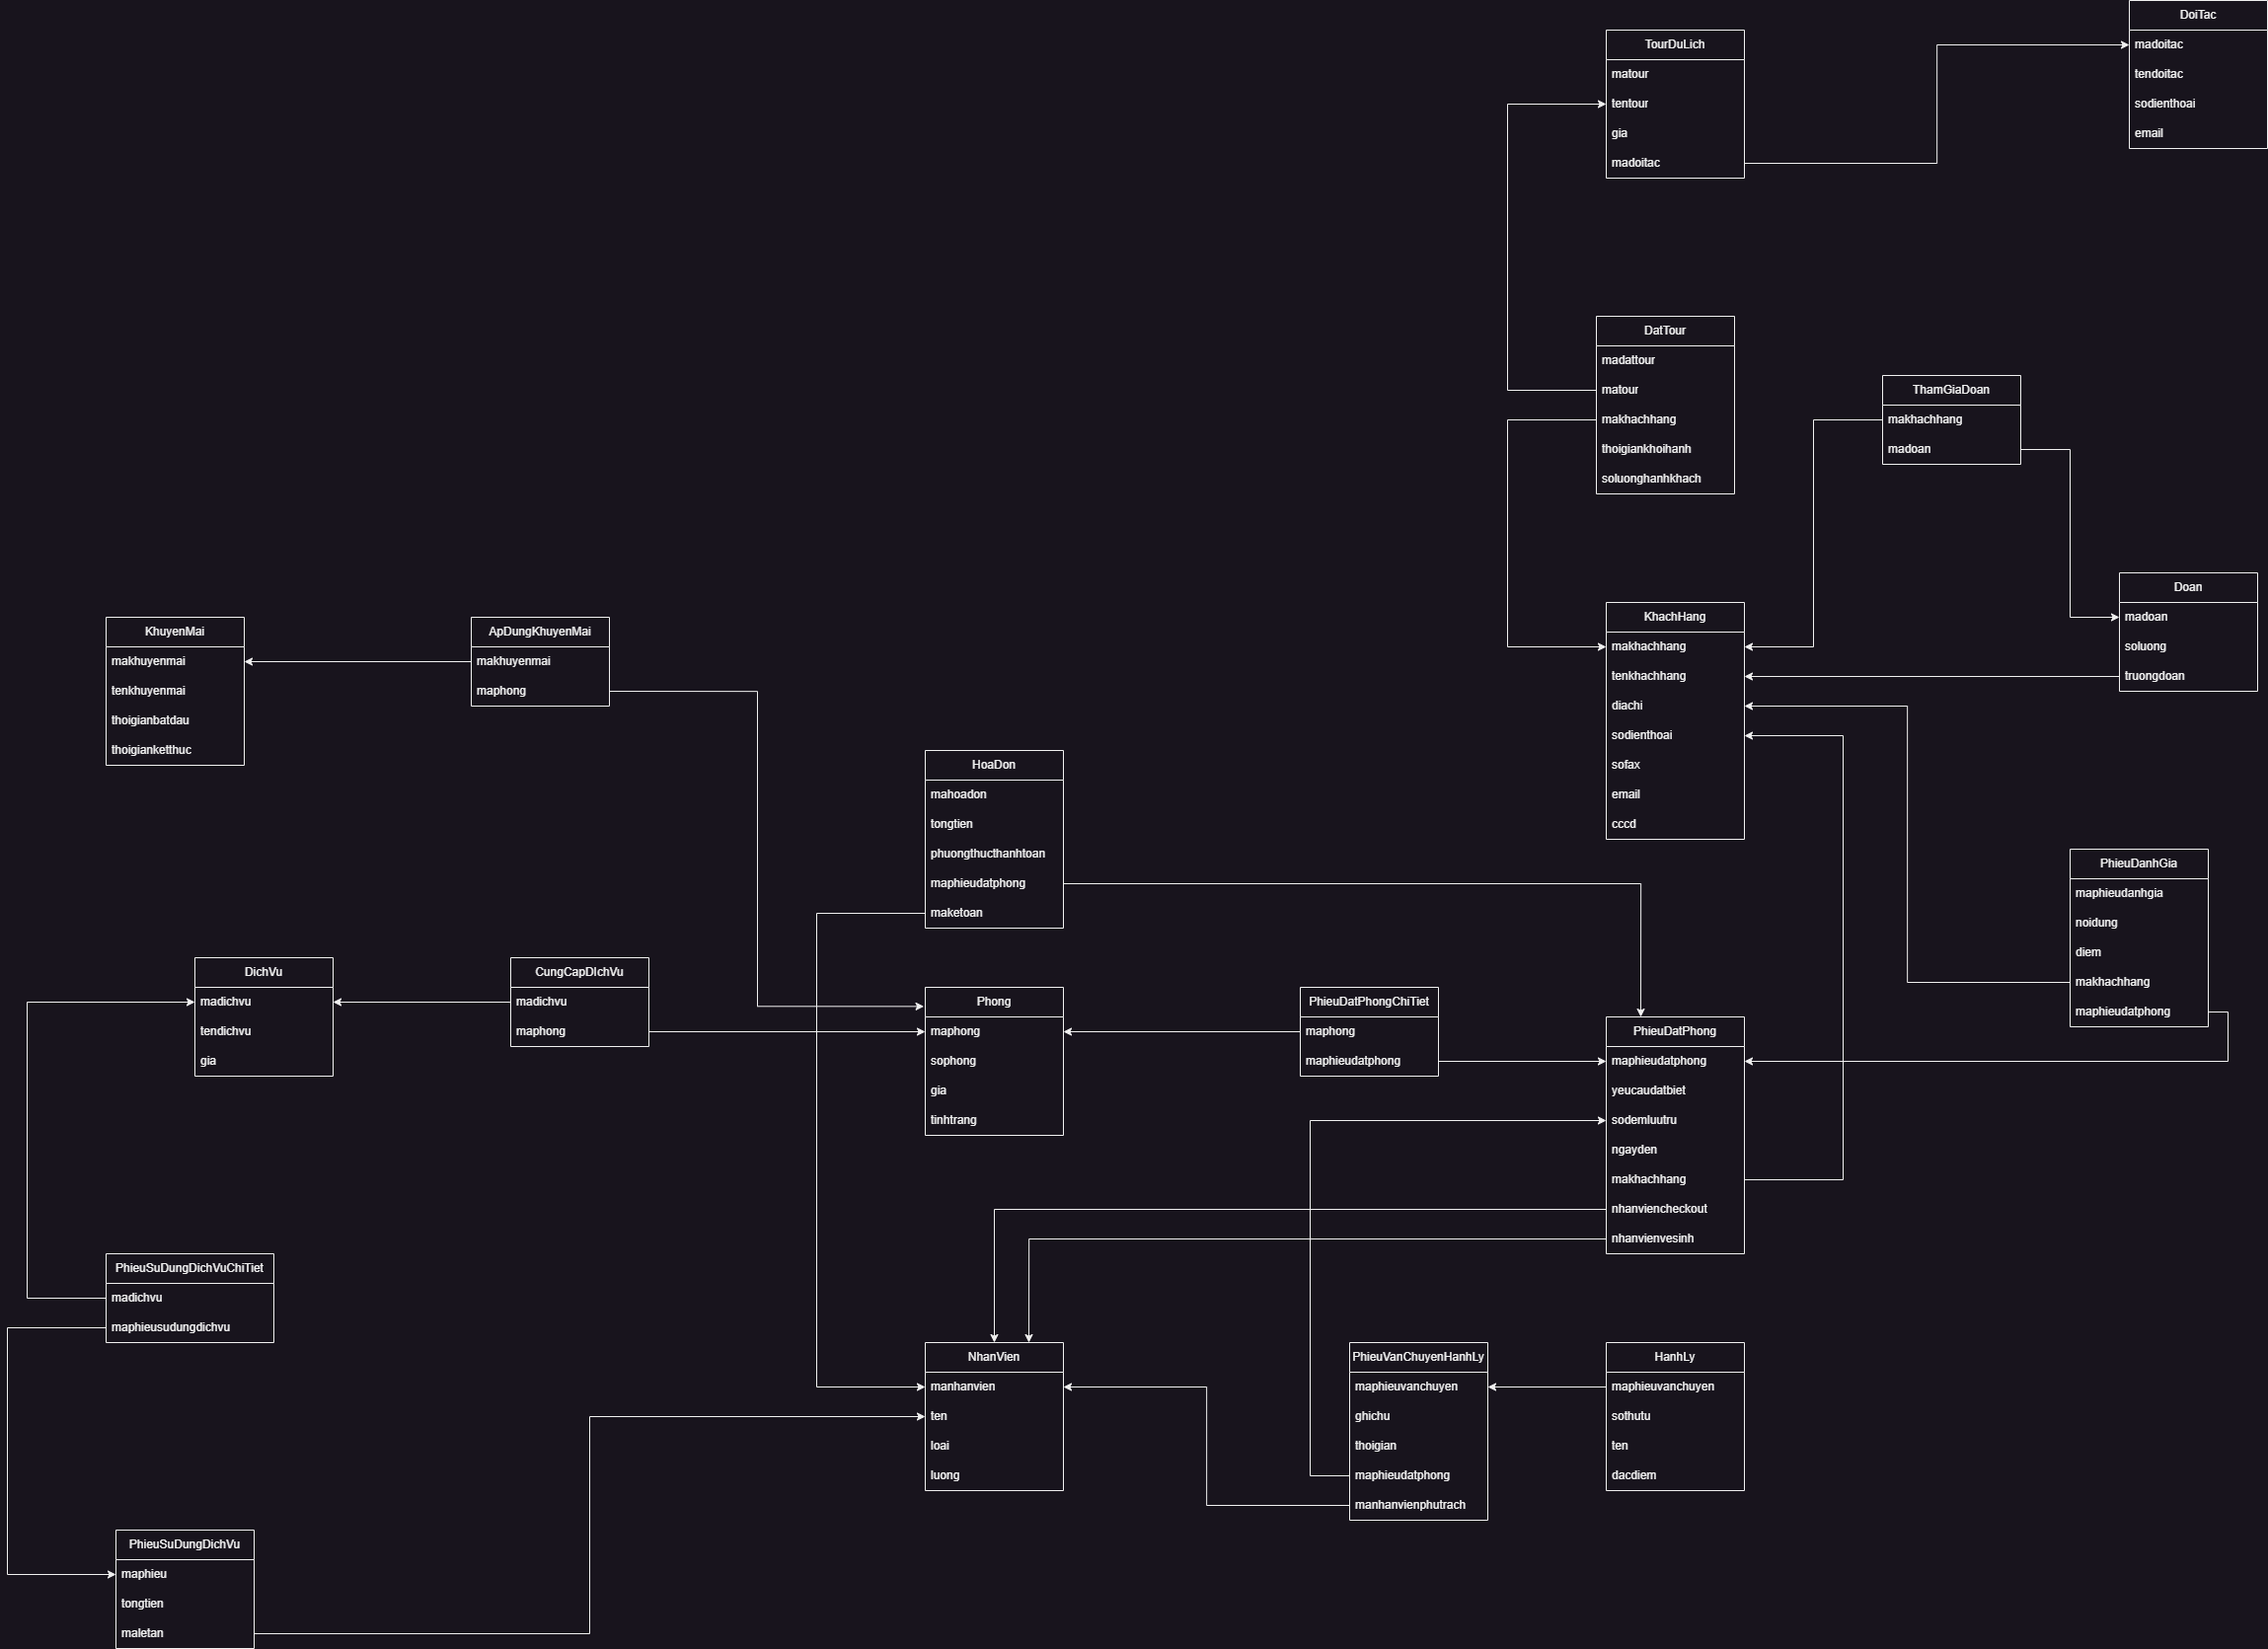 DoiTac
madoitac
tendoitac
sodienthoai
email
TourDuLich
matour
tentour
gia
madoitac
DatTour
madattour
matour
makhachhang
thoigiankhoihanh
soluonghanhkhach
ThamGiaDoan
makhachhang
madoan
Doan
madoan
soluong
truongdoan
KhachHang
makhachhang
tenkhachhang
diachi
sodienthoai
sofax
email
cccd
KhuyenMai
makhuyenmai
tenkhuyenmai
thoigianbatdau
thoigianketthuc
ApDungKhuyenMai
makhuyenmai
maphong
HoaDon
mahoadon
tongtien
phuongthucthanhtoan
maphieudatphong
maketoan
PhieuDanhGia
maphieudanhgia
noidung
diem
makhachhang
maphieudatphong
DichVu
madichvu
tendichvu
gia
CungCapDIchVu
madichvu
maphong
Phong
maphong
sophong
gia
tinhtrang
PhieuDatPhongChiTiet
maphong
maphieudatphong
PhieuDatPhong
maphieudatphong
yeucaudatbiet
sodemluutru
ngayden
makhachhang
nhanviencheckout
nhanvienvesinh
PhieuSuDungDichVuChiTiet
madichvu
maphieusudungdichvu
NhanVien
manhanvien
ten
loai
luong
PhieuVanChuyenHanhLy
maphieuvanchuyen
ghichu
thoigian
maphieudatphong
manhanvienphutrach
HanhLy
maphieuvanchuyen
sothutu
ten
dacdiem
PhieuSuDungDichVu
maphieu
tongtien
maletan